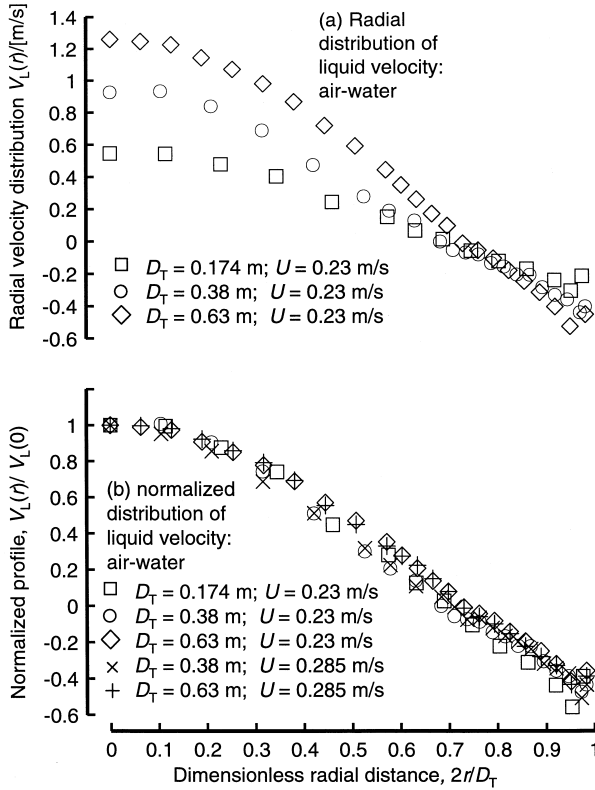 Radial velocity distribution V_L(r)/[m/s]
1.4
1.2
1
0.8
0.6
0.4
0.2
0
-0.2
-0.4
-0.6
(a) Radial
distribution of
liquid velocity:
air-water
D_T = 0.174 m; U = 0.23 m/s
D_T = 0.38 m; U = 0.23 m/s
D_T = 0.63 m; U = 0.23 m/s
Normalized profile, V_L(r)/ V_L(0)
1
0.8
0.6
0.4
0.2
0
-0.2
-0.4
-0.6
(b) normalized
distribution of
liquid velocity:
air-water
D_T = 0.174 m; U = 0.23 m/s
D_T = 0.38 m; U = 0.23 m/s
D_T = 0.63 m; U = 0.23 m/s
D_T = 0.38 m; U = 0.285 m/s
D_T = 0.63 m; U = 0.285 m/s
0 0.1 0.2 0.3 0.4 0.5 0.6 0.7 0.8 0.9 1
Dimensionless radial distance, 2r/D_T